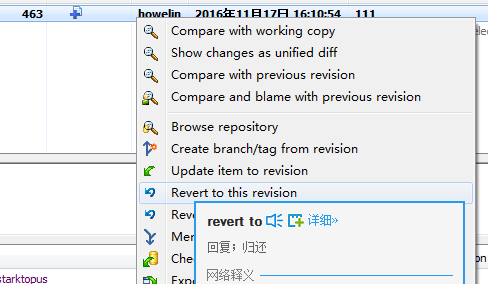 463 howelin 2016年11月17日 16:10:54 111
Compare with working copy
Show changes as unified diff
Compare with previous revision
Compare and blame with previous revision
Browse repository
Create branch/tag from revision
Update item to revision
Revert to this revision
Reve
revert to 详细»
Mer
回复；归还
Che
网络释义
Expo
on
starktopus